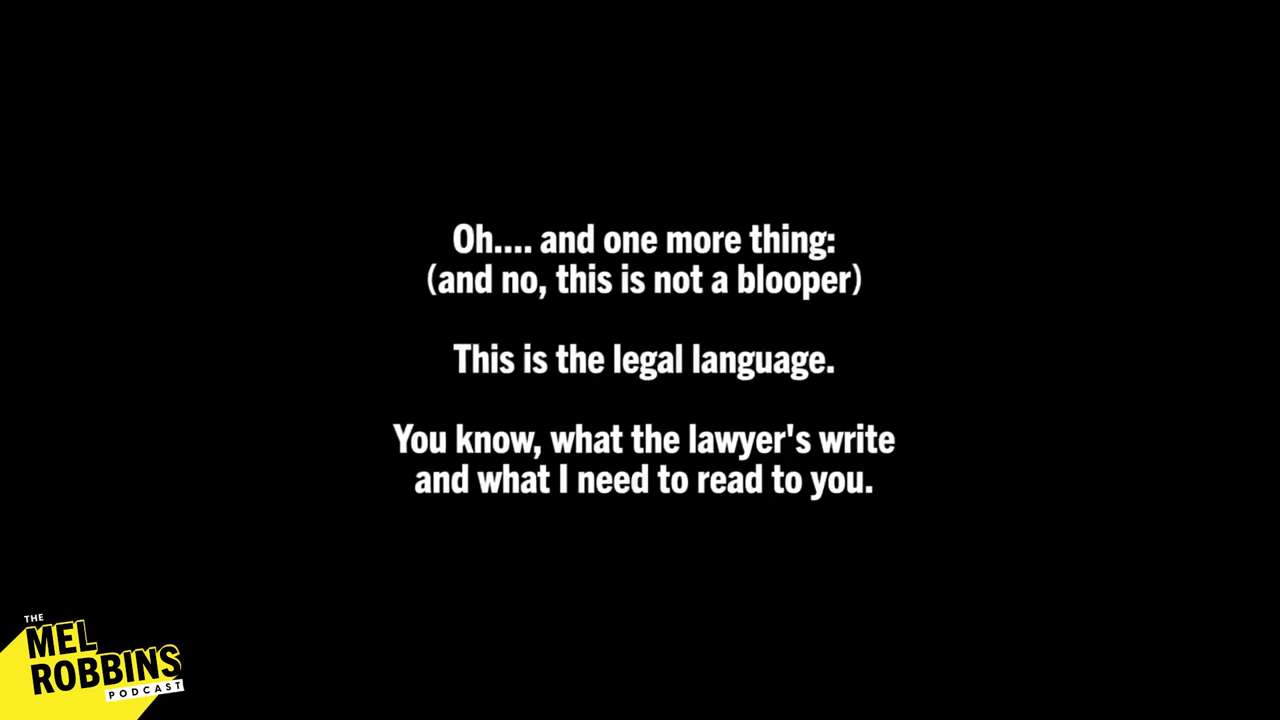 Oh.... and one more thing:
(and no, this is not a blooper)
This is the legal language.
You know, what the lawyer's write
and what I need to read to you.
THE
MEL
ROBBINS
PODCAST